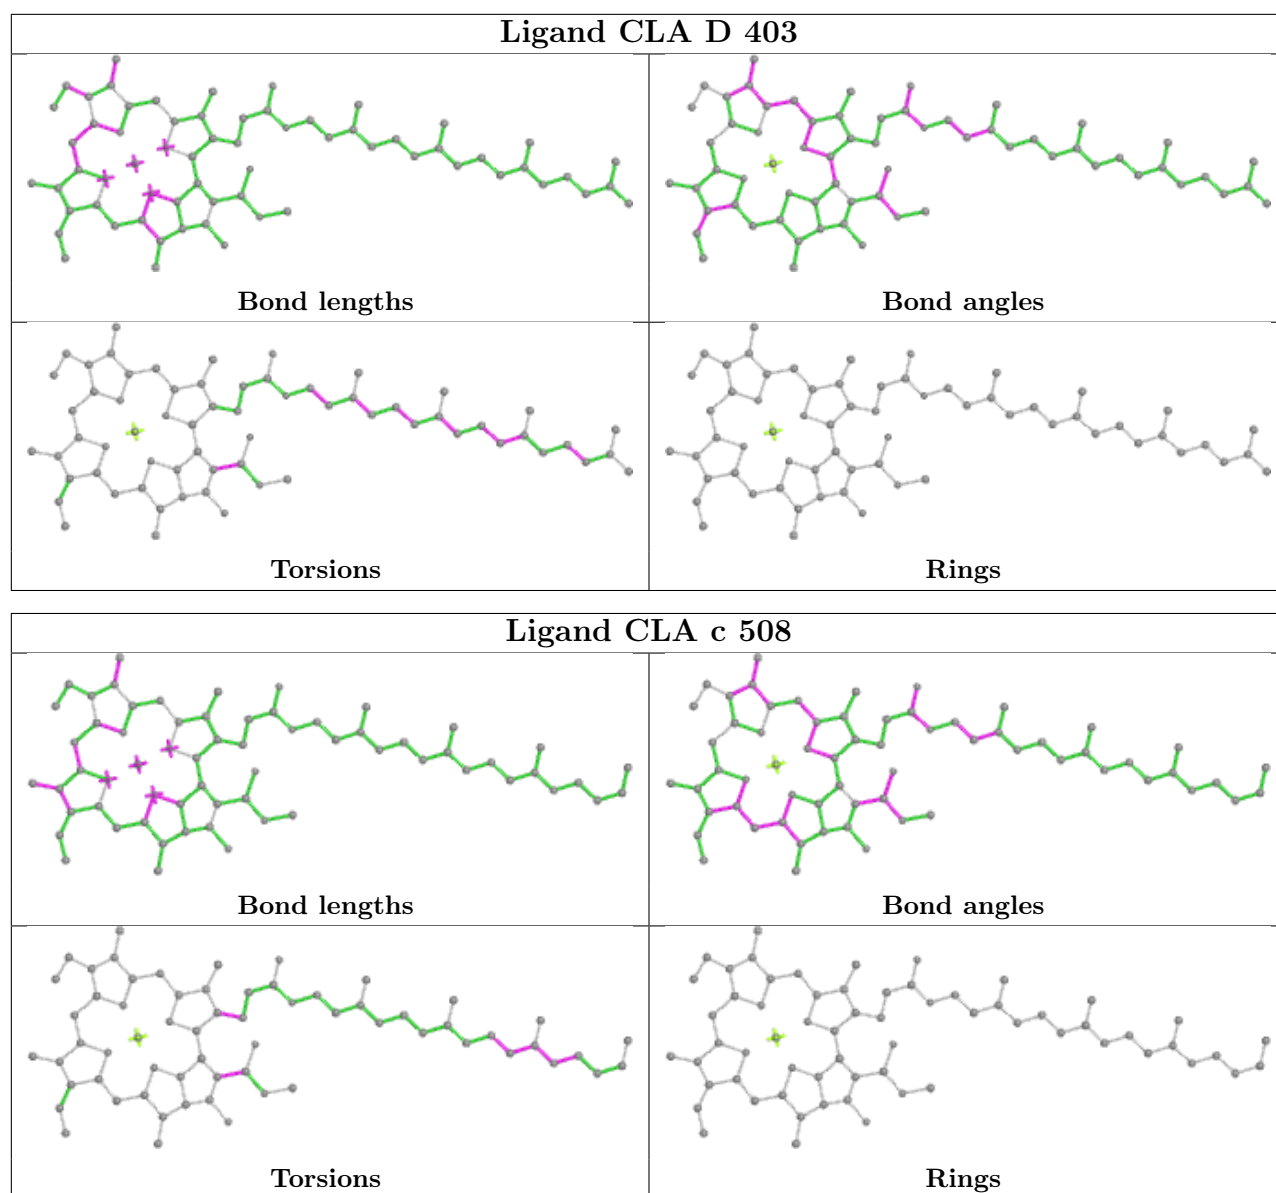 Ligand CLA D 403
Bond lengths
Bond angles
Torsions
Rings
Ligand CLA c 508
Bond lengths
Bond angles
Torsions
Rings